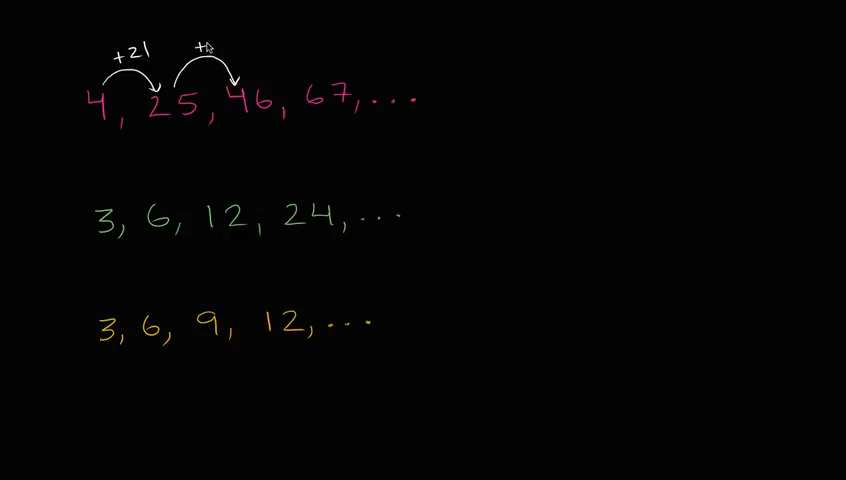 +21 +
4, 25, 46, 67, ...
3, 6, 12, 24, ...
3, 6, 9, 12, ...